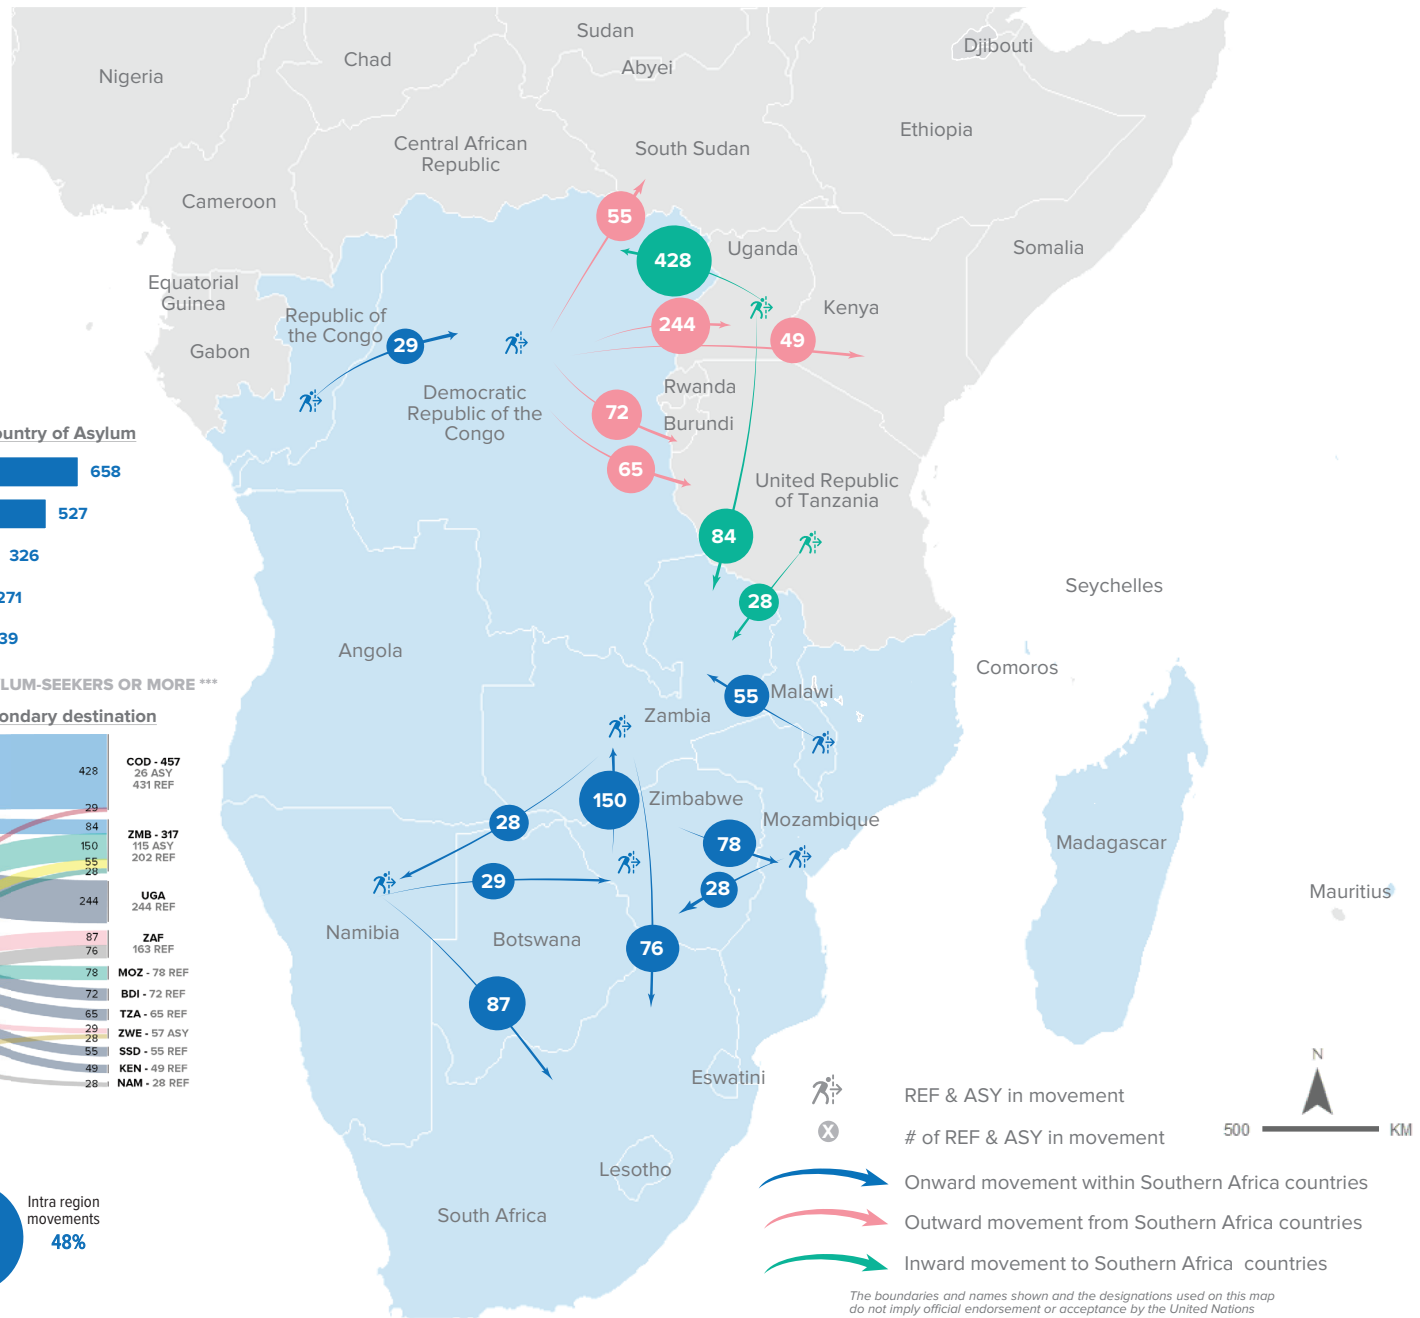 Sudan
Djibouti
Chad
Abyei
Nigeria
Ethiopia
Central African
Republic
South Sudan
Cameroon
55
Uganda
Somalia
428
Equatorial
Guinea
Kenya
Republic of
the Congo
244
49
29
Gabon
Rwanda
Democratic
Republic of the
Congo
72
Burundi
65
United Republic
of Tanzania
84
28
Seychelles
Angola
Comoros
55
Malawi
Zambia
150
Zimbabwe
28
Mozambique
78
Madagascar
29
28
Mauritius
Namibia
Botswana
76
87
Eswatini
Lesotho
South Africa
ountry of Asylum
658
527
326
271
39
LUM-SEEKERS OR MORE ***
ondary destination
428
29
COD - 457
26 ASY
431 REF
84
150
55
28
ZMB - 317
115 ASY
202 REF
244
UGA
244 REF
87
76
ZAF
163 REF
78 MOZ - 78 REF
72 BDI - 72 REF
65 TZA - 65 REF
29
28
ZWE - 57 ASY
55 SSD - 55 REF
49 KEN - 49 REF
28 NAM - 28 REF
Intra region
movements
48%
REF & ASY in movement
X
# of REF & ASY in movement
N
500 KM
Onward movement within Southern Africa countries
Outward movement from Southern Africa countries
Inward movement to Southern Africa countries
The boundaries and names shown and the designations used on this map
do not imply official endorsement or acceptance by the United Nations